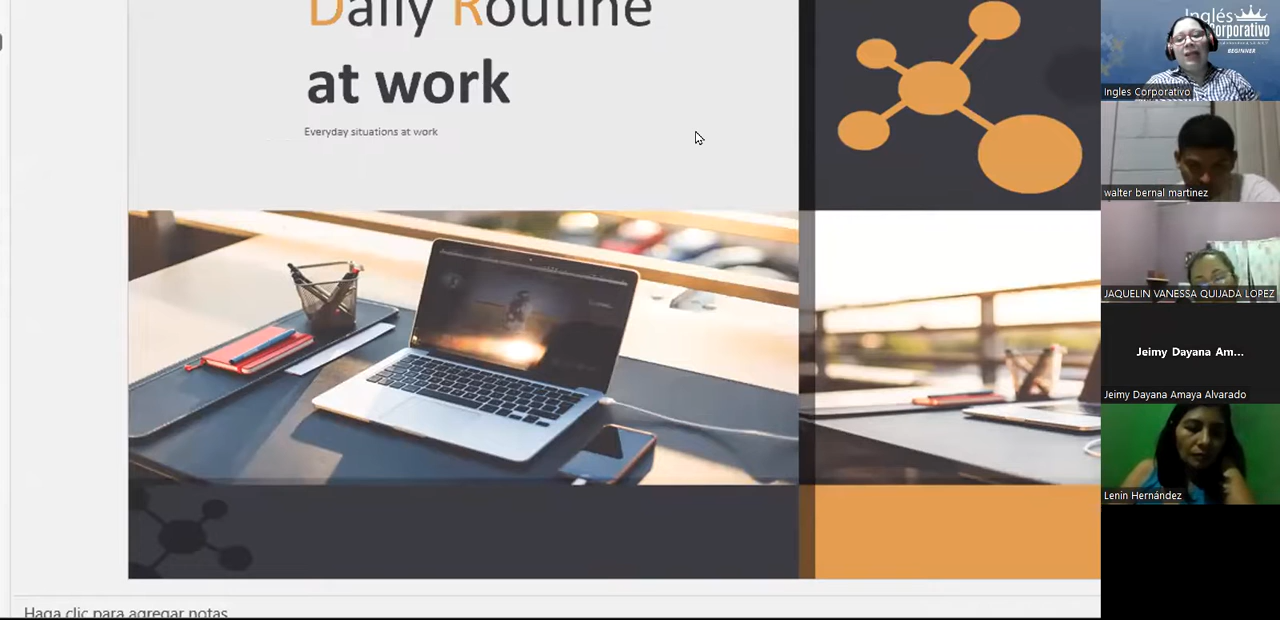 Daily Routine
at work
Everyday situations at work
Haga clic para agregar notas
Inglés
Corporativo
BEGINNER
Ingles Corporativo
walter bernal martinez
JAQUELIN VANESSA QUIJADA LOPEZ
Jeimy Dayana Am...
Jeimy Dayana Amaya Alvarado
Lenin Hernández